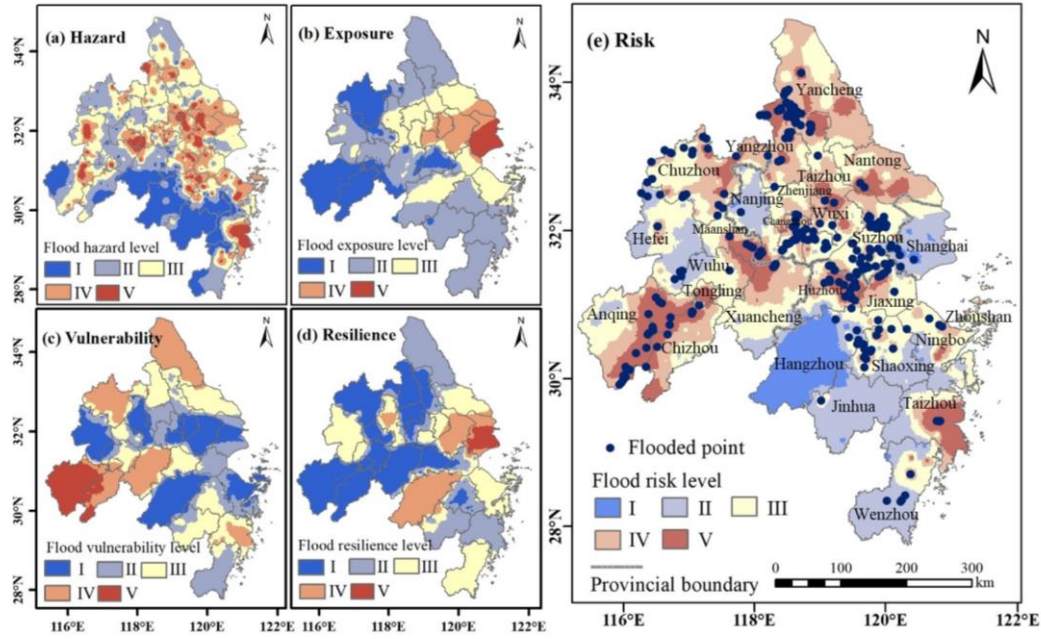 (a) Hazard
N
34°N
32°N
30°N
28°N
Flood hazard level
I II III
IV V
(b) Exposure
N
Flood exposure level
I II III
IV V
(c) Vulnerability
N
34°N
32°N
30°N
28°N
Flood vulnerability level
I II III
IV V
116°E 118°E 120°E
(d) Resilience
N
Flood resilience level
I II III
IV V
116°E 118°E 120°E
(e) Risk
N
34°N
32°N
30°N
28°N
Yancheng
Yangzhou
Chuzhou
Nantong
Taizhou
Zhenjiang
Nanjing
Wuxi
Maanshan
Hefei
Suzhou
Shanghai
Wuhu
Tongling
Huzhou
Jiaxing
Anqing
Xuancheng
Zhoushan
Ningbo
Chizhou
Hangzhou
Shaoxing
Jinhua
Taizhou
Wenzhou
Flooded point
Flood risk level
I II III
IV V
Provincial boundary
0 100 200 300
km
116°E 118°E 120°E 122°E